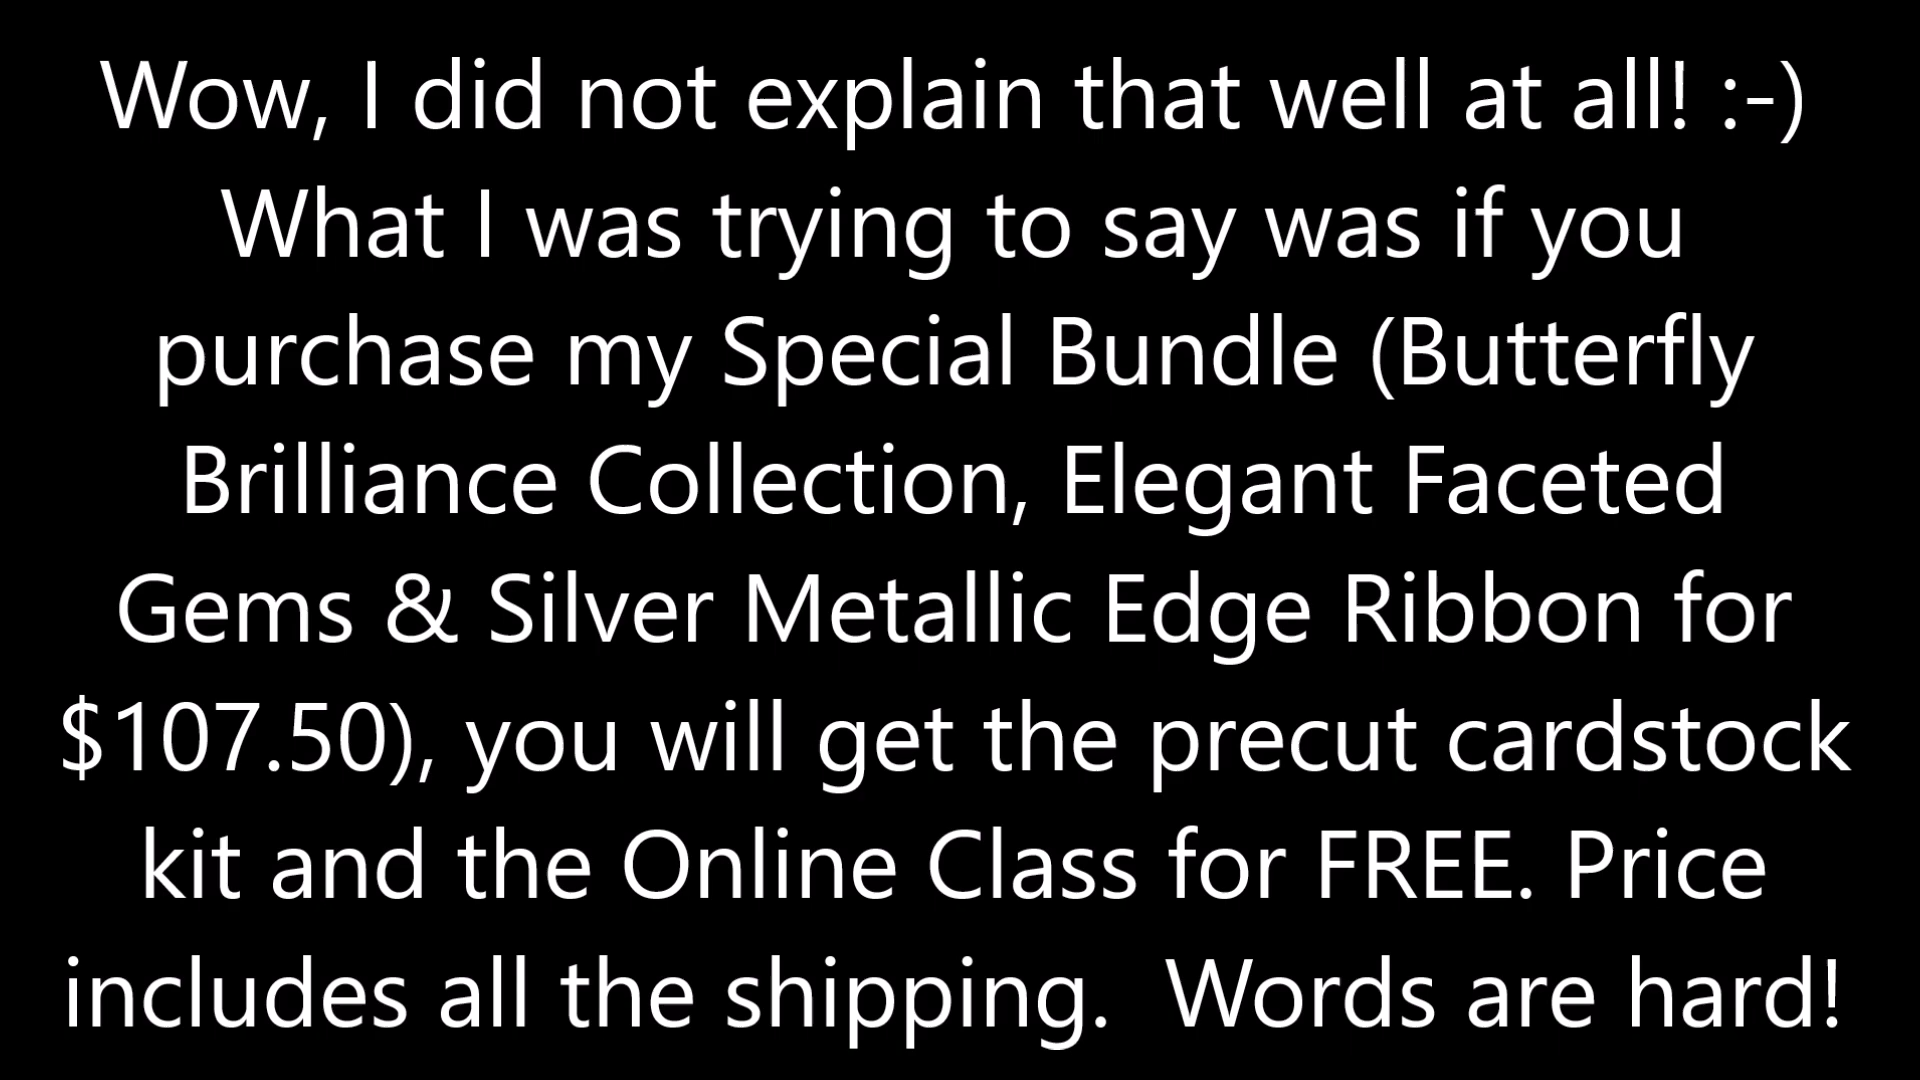 Wow, I did not explain that well at all! :-)
What I was trying to say was if you
purchase my Special Bundle (Butterfly
Brilliance Collection, Elegant Faceted
Gems & Silver Metallic Edge Ribbon for
$107.50), you will get the precut cardstock
kit and the Online Class for FREE. Price
includes all the shipping.  Words are hard!